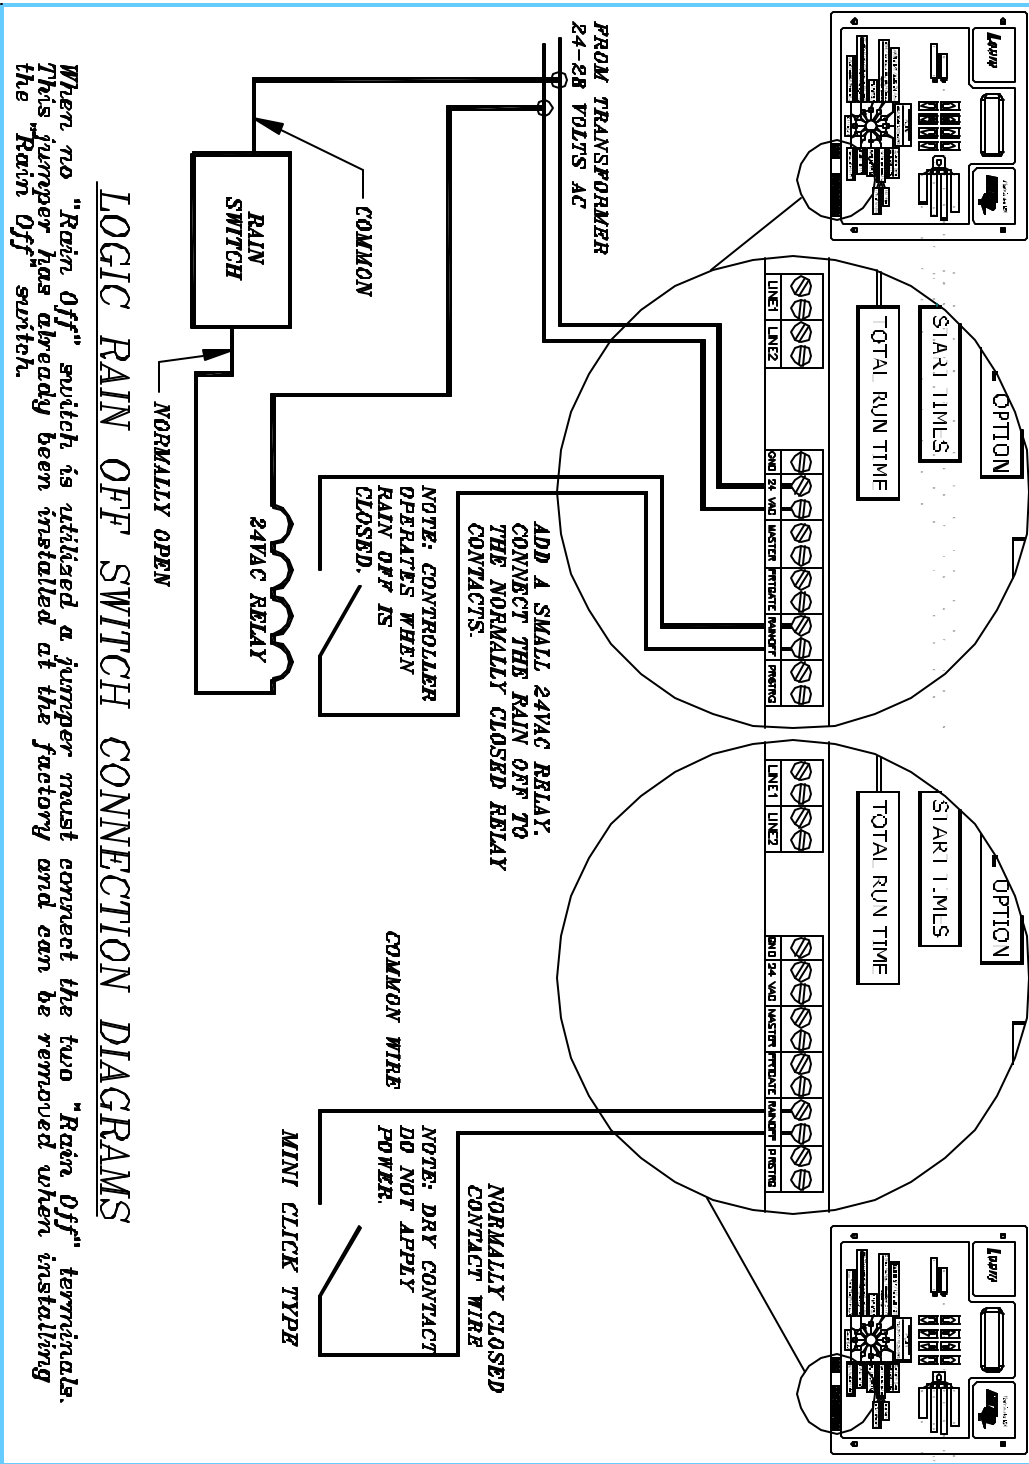 FROM TRANSFORMER
24-28 VOLTS AC
COMMON
RAIN
SWITCH
NORMALLY OPEN
24VAC RELAY
NOTE: CONTROLLER
OPERATES WHEN
RAIN OFF IS
CLOSED.
ADD A SMALL 24VAC RELAY.
CONNECT THE RAIN OFF TO
THE NORMALLY CLOSED RELAY
CONTACTS.
OPTION
START TIMES
TOTAL RUN TIME
LINE1
LINE2
GND
24 VAC
MASTER
RAINOFF
OPTION
TOTAL RUN TIME
LINE1
LINE2
GND
24 VAC
MASTER
RAINOFF
COMMON WIRE
NORMALLY CLOSED
CONTACT WIRE
NOTE: DRY CONTACT
DO NOT APPLY
POWER.
MINI CLICK TYPE
LOGIC RAIN OFF SWITCH CONNECTION DIAGRAMS
When no "Rain Off" switch is utilised a jumper must connect the two "Rain Off" terminals.
This jumper has already been installed at the factory and can be removed when installing
the "Rain Off" switch.